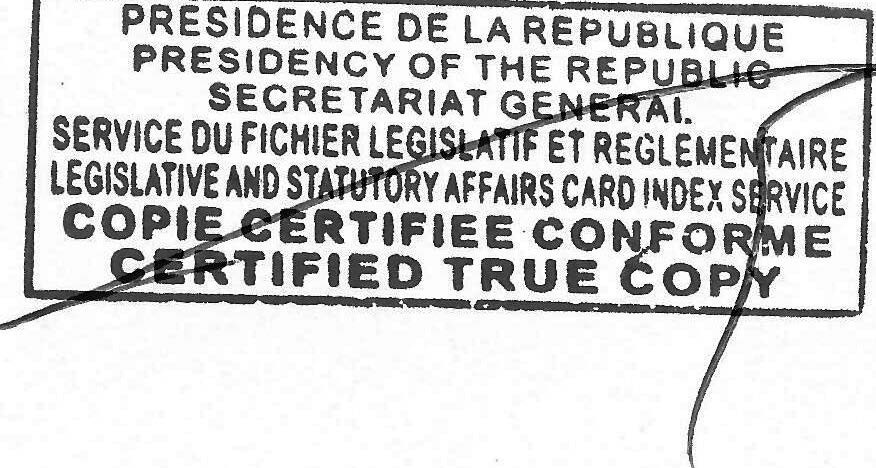 PRESIDENCE DE LA REPUBLIQUE
PRESIDENCY OF THE REPUBLIC
SECRETARIAT GENERAL
SERVICE DU FICHIER LEGISLATIF ET REGLEMENTAIRE
LEGISLATIVE AND STATUTORY AFFAIRS CARD INDEX SERVICE
COPIE CERTIFIEE CONFORME
CERTIFIED TRUE COPY